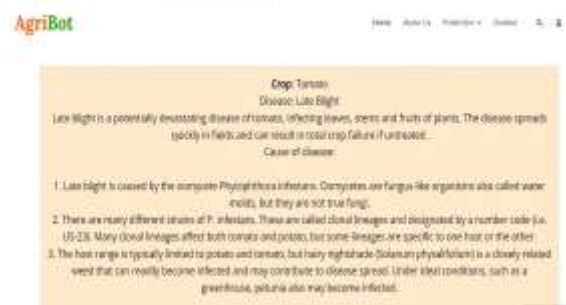 AgriBot
Home About Us Contact
Crop: Tomato
Disease: Late Blight
Late Blight is a potentially devastating disease of tomato, infecting leaves, stems and fruits of plants. The disease spreads
quickly in fields and can result in total crop failure if untreated.
Cause of disease:
1. Late blight is caused by the oomycete Phytophthora infestans. Oomycetes are fungus-like organisms also called water
molds, but they are not true fungi.
2. There are many different strains of P. infestans. These are called clonal lineages and designated by a number code (i.e.
US-23). Many clonal lineages affect both tomato and potato, but some lineages are specific to one host or the other.
3. The host range is typically limited to potato and tomato, but hairy nightshade (Solanum physalifolium) is a closely related
weed that can readily become infected and may contribute to disease spread. Under ideal conditions, such as a
greenhouse, petunia also may become infected.